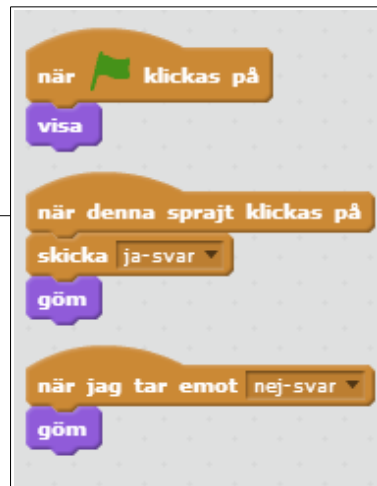 när klickas på
visa
när denna sprajt klickas på
skicka ja-svar
göm
när jag tar emot nej-svar
göm